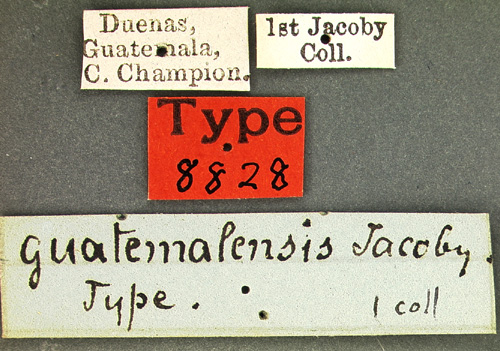 Duenas,
Guatemala,
C. Champion.
1st Jacoby
Coll.
Type
8828
guatemalensis Jacoby.
Type.
1 coll